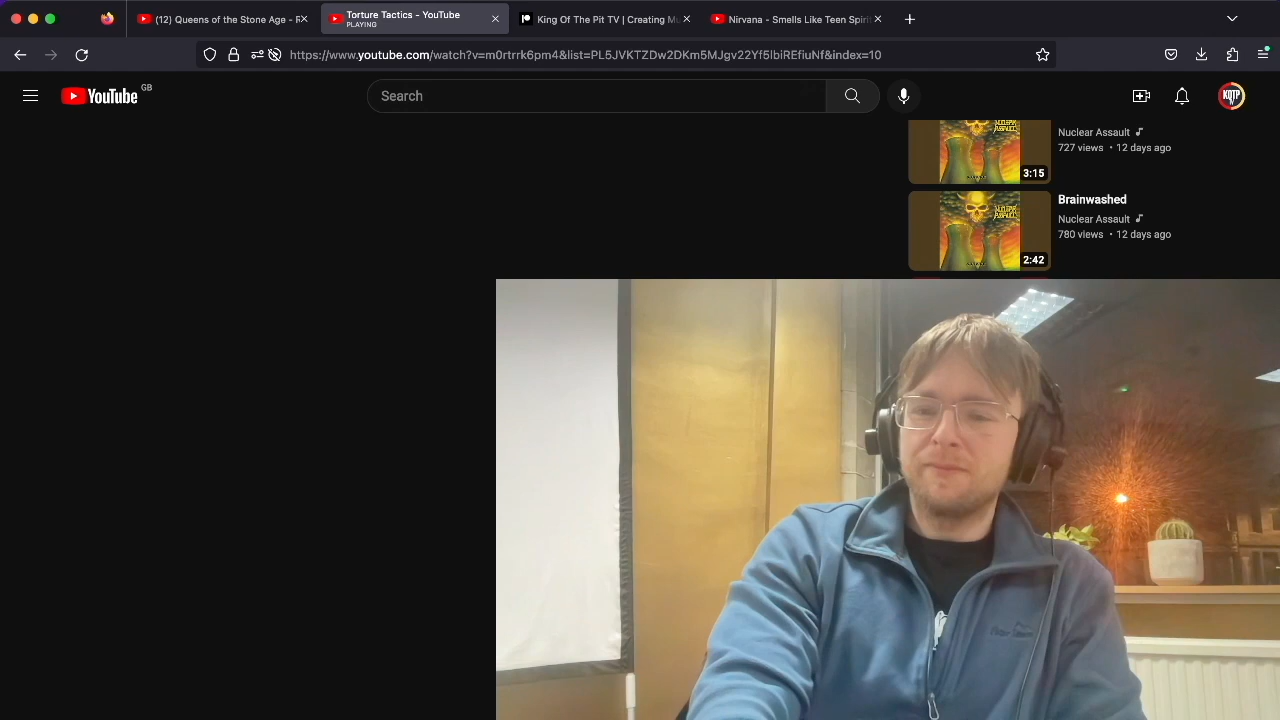 (12) Queens of the Stone Age - R
Torture Tactics - YouTube
PLAYING
King Of The Pit TV | Creating Mu
Nirvana - Smells Like Teen Spiri
https://www.youtube.com/watch?v=m0rtrrk6pm4&list=PL5JVKTZDw2DKm5MJgv22Yf5IbiREfiuNf&index=10
YouTube GB
Search
KOTP
Nuclear Assault
727 views • 12 days ago
3:15
Brainwashed
Nuclear Assault
780 views • 12 days ago
2:42